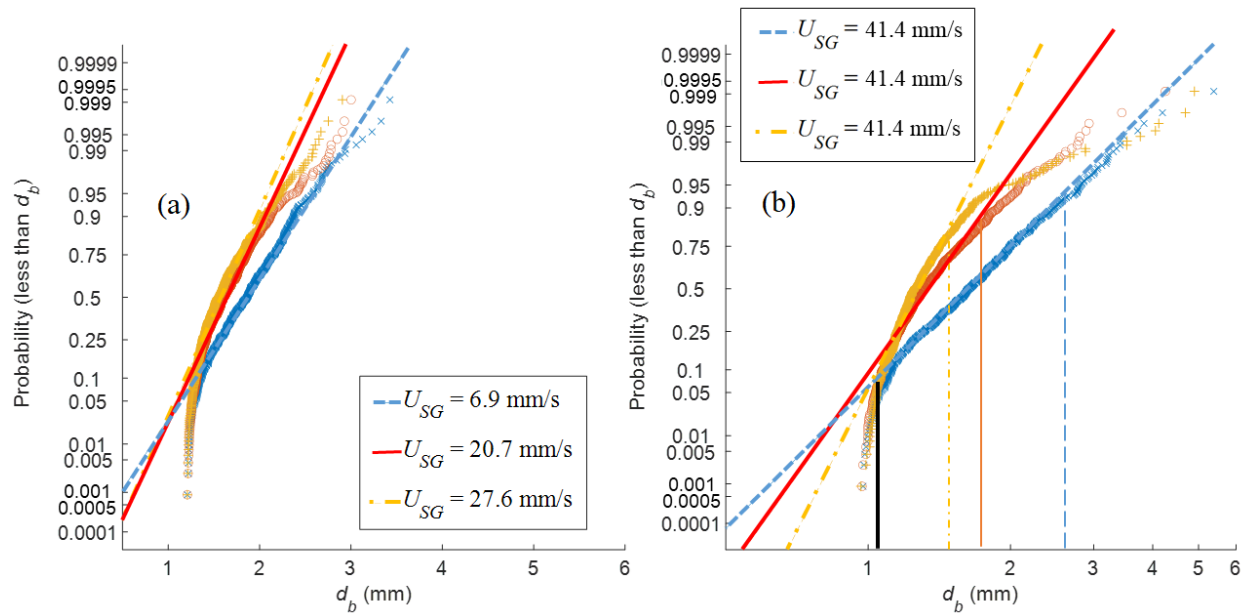 (a)
Probability (less than d_b)
0.9999
0.9995
0.999
0.995
0.99
0.95
0.9
0.75
0.5
0.25
0.1
0.05
0.01
0.005
0.001
0.0005
0.0001
U_SG = 6.9 mm/s
U_SG = 20.7 mm/s
U_SG = 27.6 mm/s
1 2 3 4 5 6
d_b (mm)
U_SG = 41.4 mm/s
U_SG = 41.4 mm/s
U_SG = 41.4 mm/s
(b)
Probability (less than d_b)
0.9999
0.9995
0.999
0.995
0.99
0.95
0.9
0.75
0.5
0.25
0.1
0.05
0.01
0.005
0.001
0.0005
0.0001
1 2 3 4 5 6
d_b (mm)